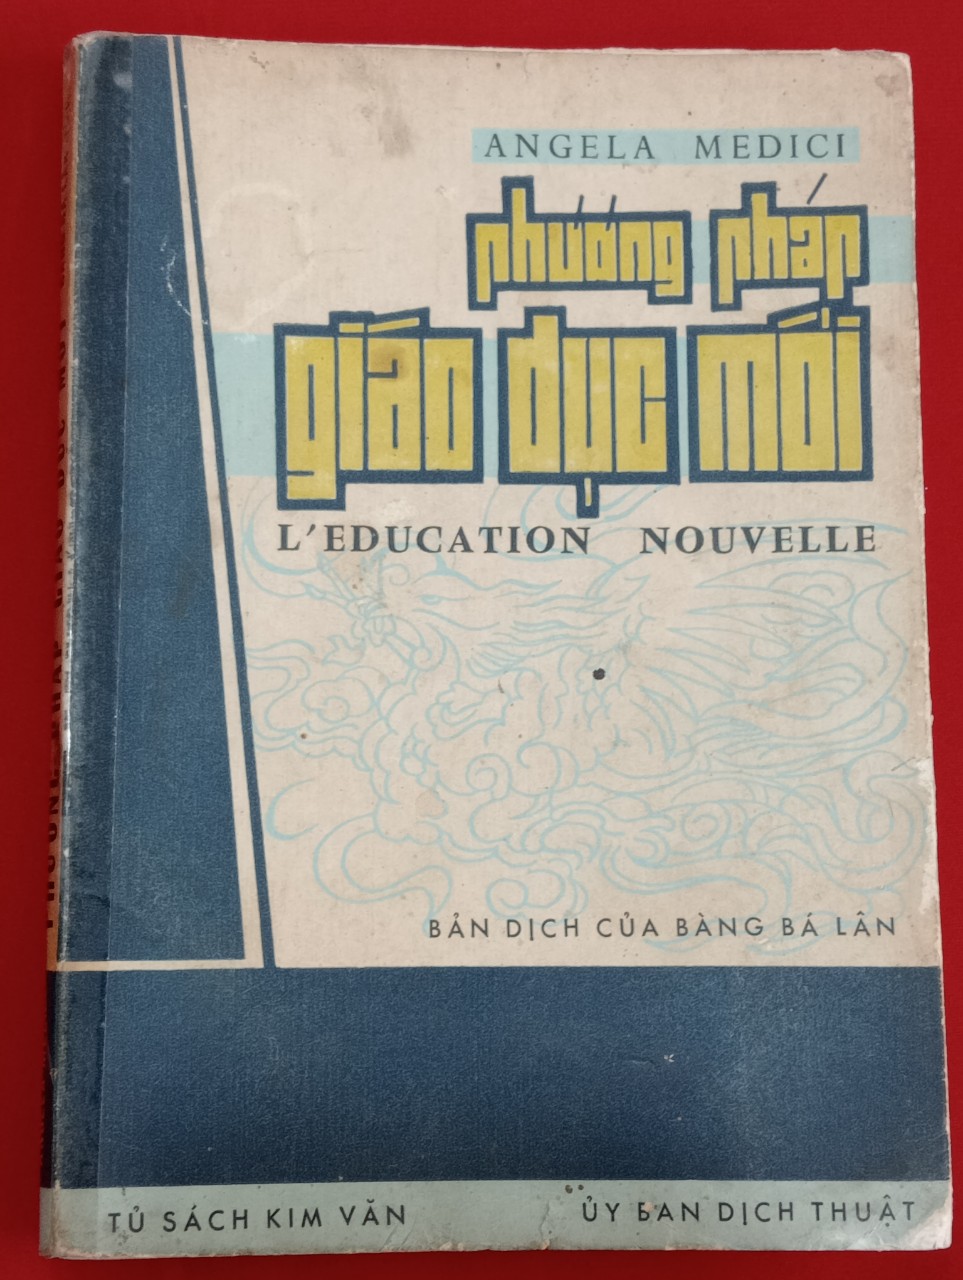 ANGELA MEDICI
phương pháp
giáo dục mới
L'EDUCATION NOUVELLE
BẢN DỊCH CỦA BÀNG BÁ LÂN
TỦ SÁCH KIM VĂN
ỦY BAN DỊCH THUẬT